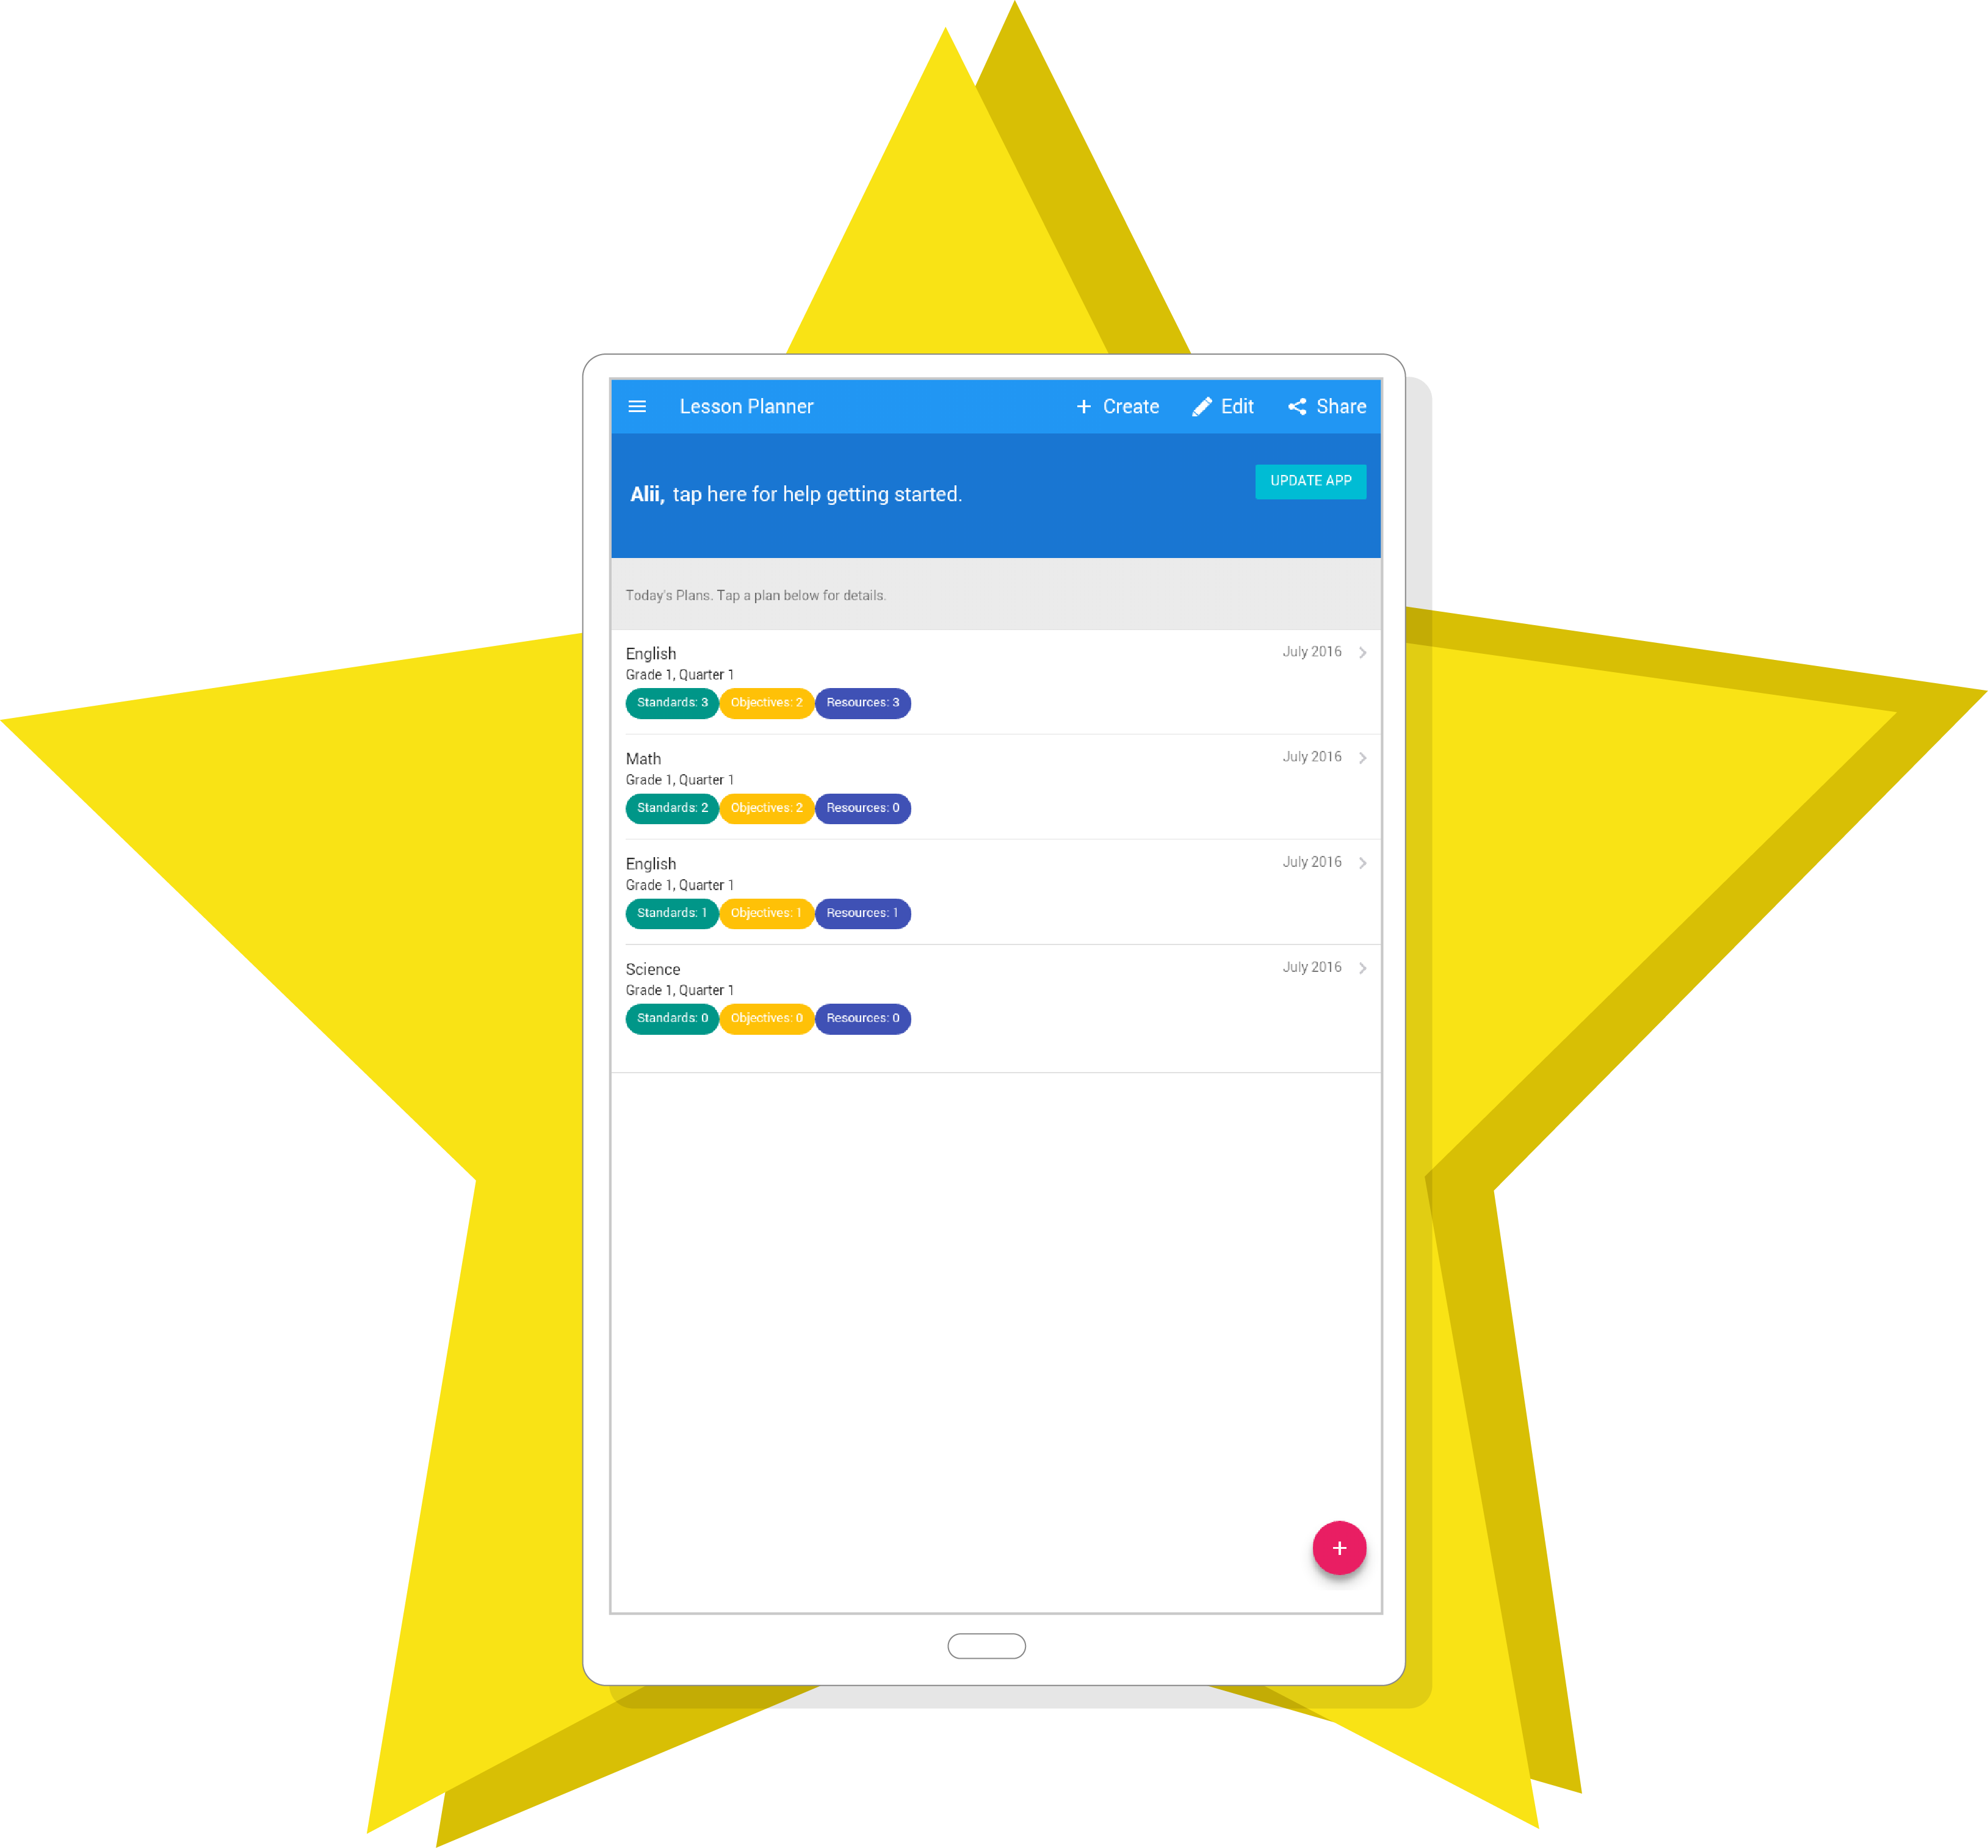 Lesson Planner + Create Edit Share
UPDATE APP
Alii, tap here for help getting started.
Today's Plans. Tap a plan below for details.
English July 2016
Grade 1, Quarter 1
Standards: 3 Objectives: 2 Resources: 3
Math July 2016
Grade 1, Quarter 1
Standards: 2 Objectives: 2 Resources: 0
English July 2016
Grade 1, Quarter 1
Standards: 1 Objectives: 1 Resources: 1
Science July 2016
Grade 1, Quarter 1
Standards: 0 Objectives: 0 Resources: 0
+